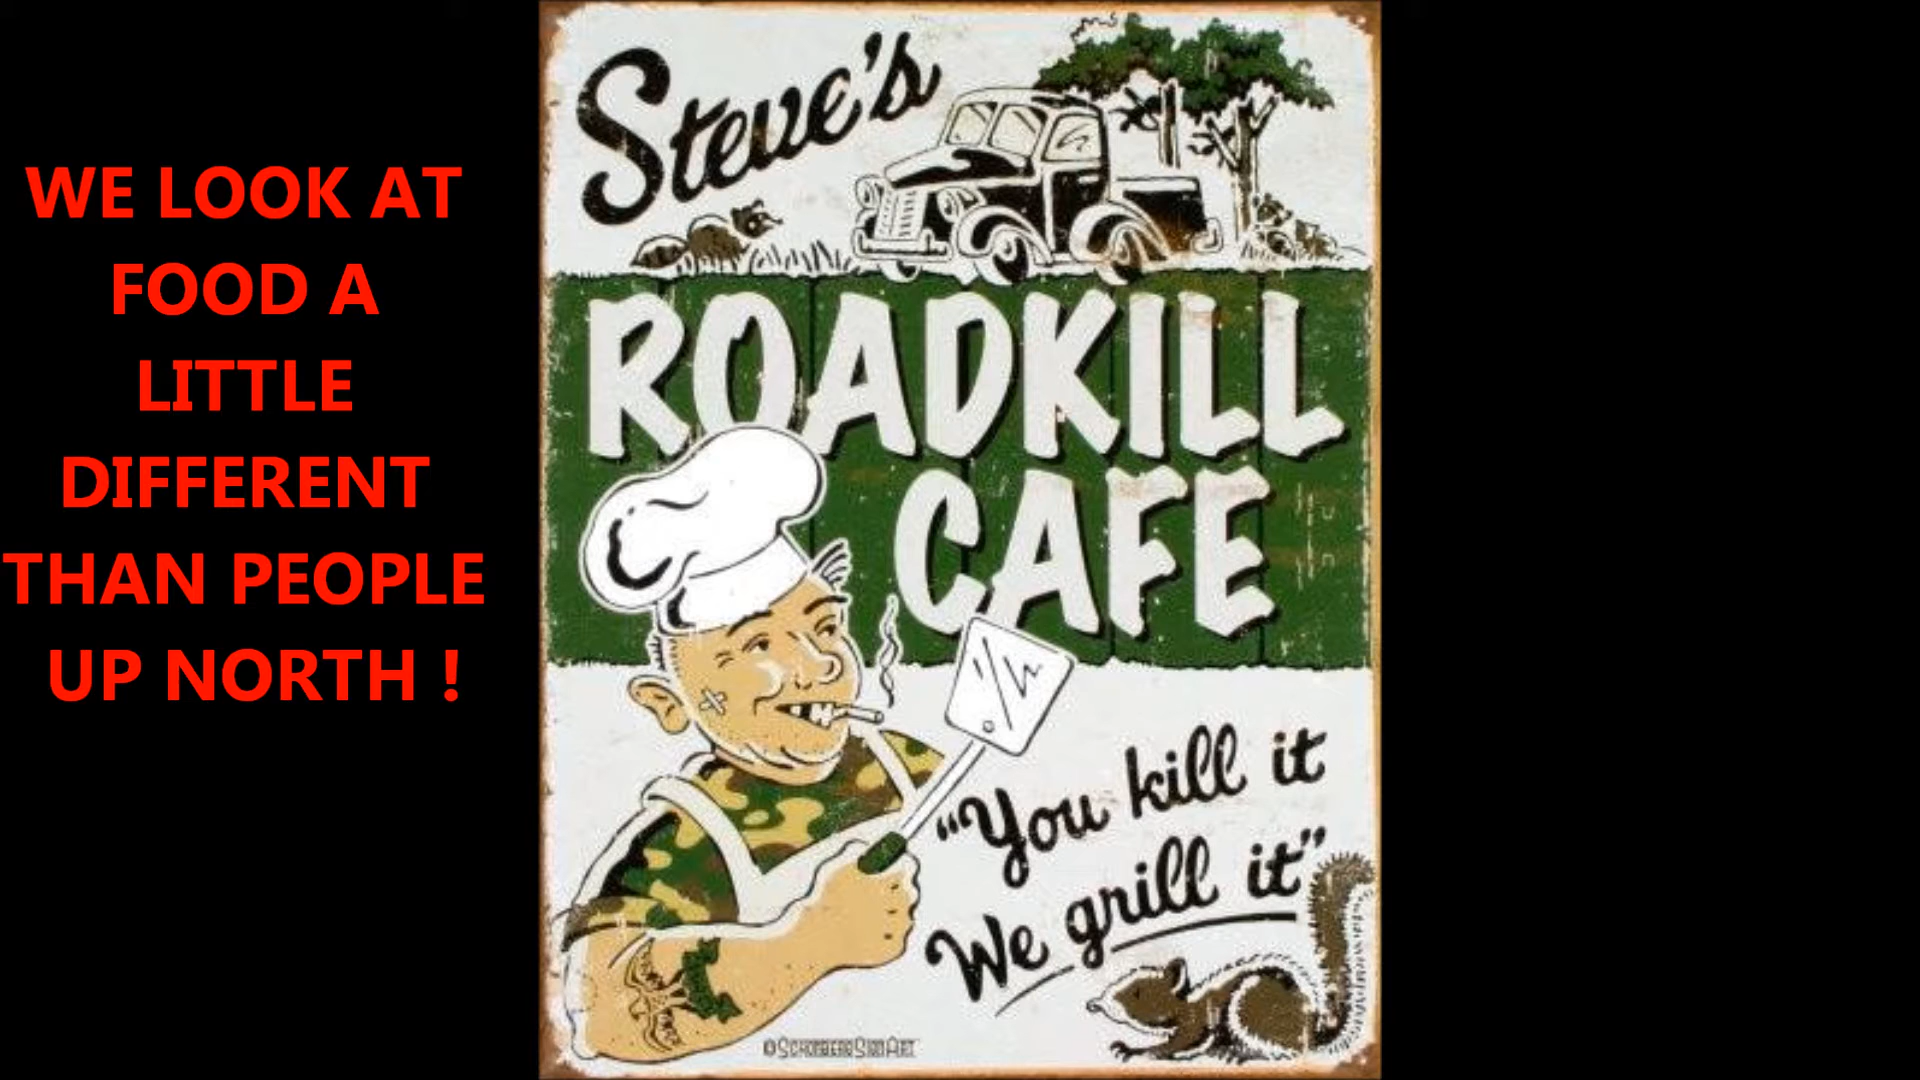 WE LOOK AT
FOOD A
LITTLE
DIFFERENT
THAN PEOPLE
UP NORTH !
Steve's
ROADKILL
CAFE
"You kill it
We grill it"